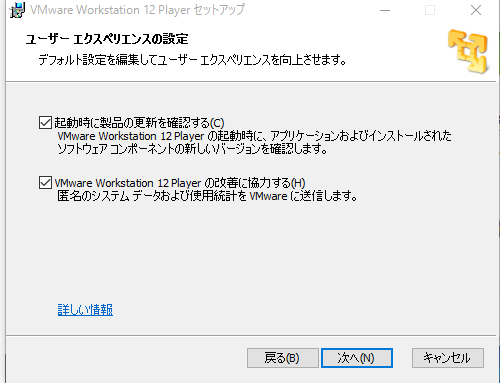 VMware Workstation 12 Player セットアップ
ユーザー エクスペリエンスの設定
デフォルト設定を編集してユーザー エクスペリエンスを向上させます。
起動時に製品の更新を確認する(C)
VMware Workstation 12 Player の起動時に、アプリケーションおよびインストールされた
ソフトウェア コンポーネントの新しいバージョンを確認します。
VMware Workstation 12 Player の改善に協力する(H)
匿名のシステム データおよび使用統計を VMware に送信します。
詳しい情報
戻る(B)
次へ(N)
キャンセル